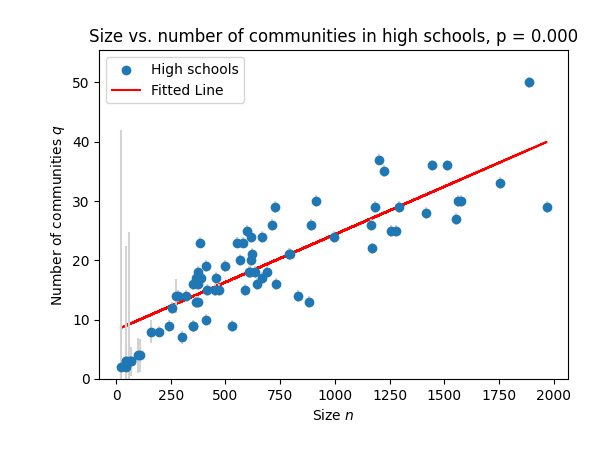 Size vs. number of communities in high schools, p = 0.000
High schools
Fitted Line
Number of communities q
50
40
30
20
10
0
0 250 500 750 1000 1250 1500 1750 2000
Size n